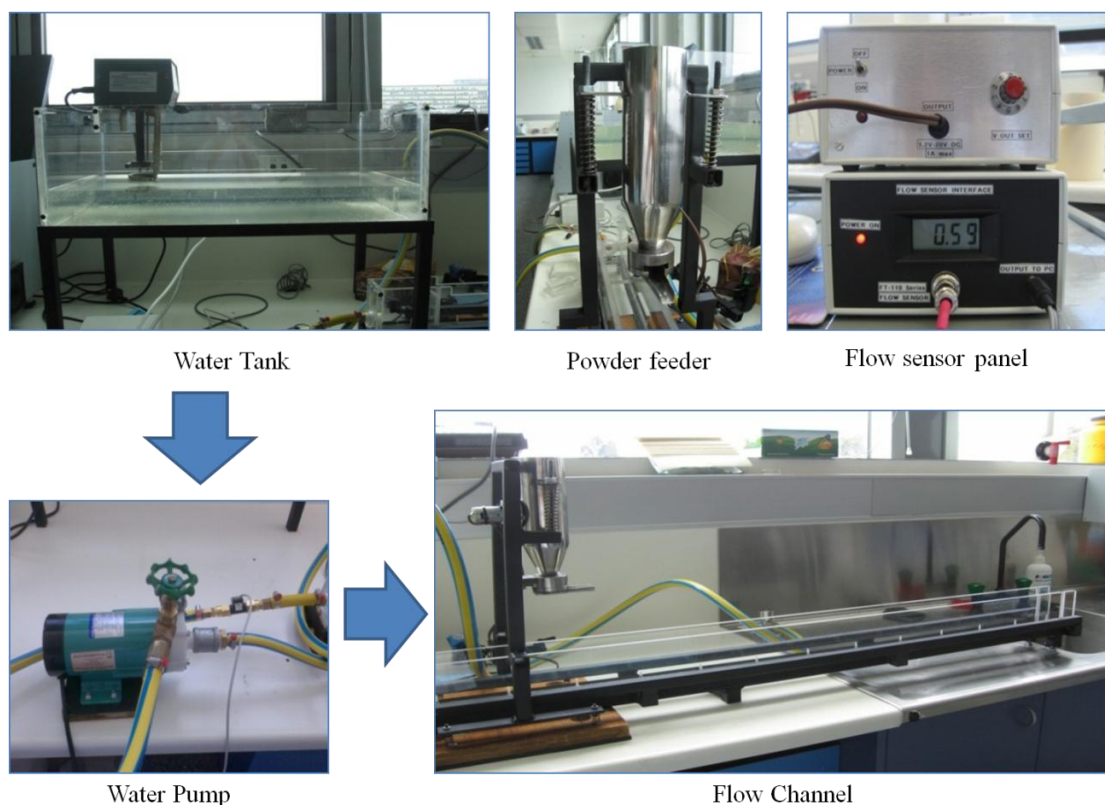 OFF
POWER
ON
OUTPUT
1.2V-20V DC
1A max
V OUT SET
FLOW SENSOR INTERFACE
POWER ON
0.59
OUTPUT TO PC
FT-110 Series
FLOW SENSOR
Water Tank
Powder feeder
Flow sensor panel
Water Pump
Flow Channel